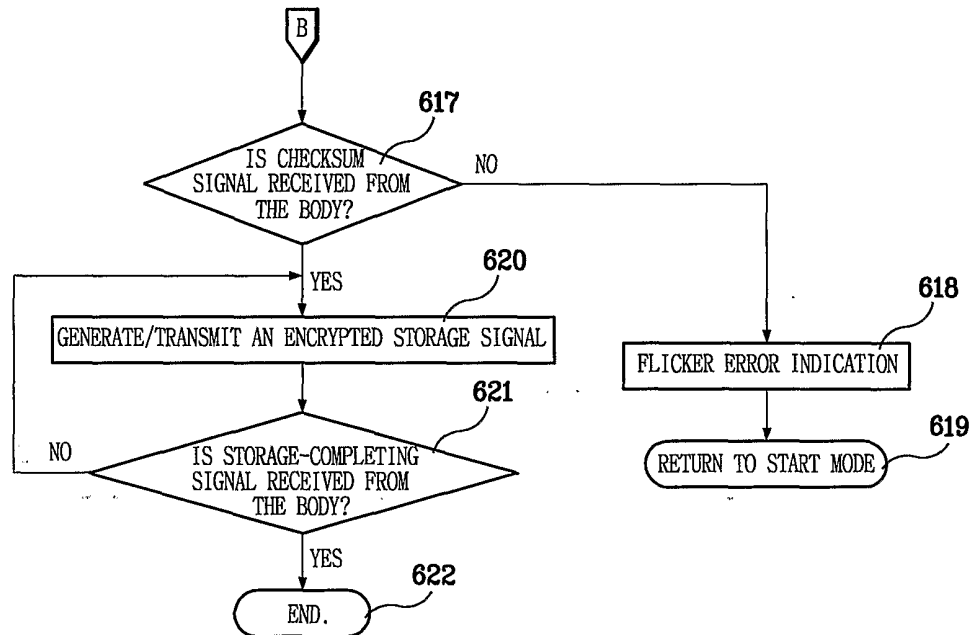 B
617
IS CHECKSUM
SIGNAL RECEIVED FROM
THE BODY?
NO
YES
620
GENERATE/TRANSMIT AN ENCRYPTED STORAGE SIGNAL
618
FLICKER ERROR INDICATION
621
IS STORAGE-COMPLETING
SIGNAL RECEIVED FROM
THE BODY?
NO
619
RETURN TO START MODE
YES
622
END.